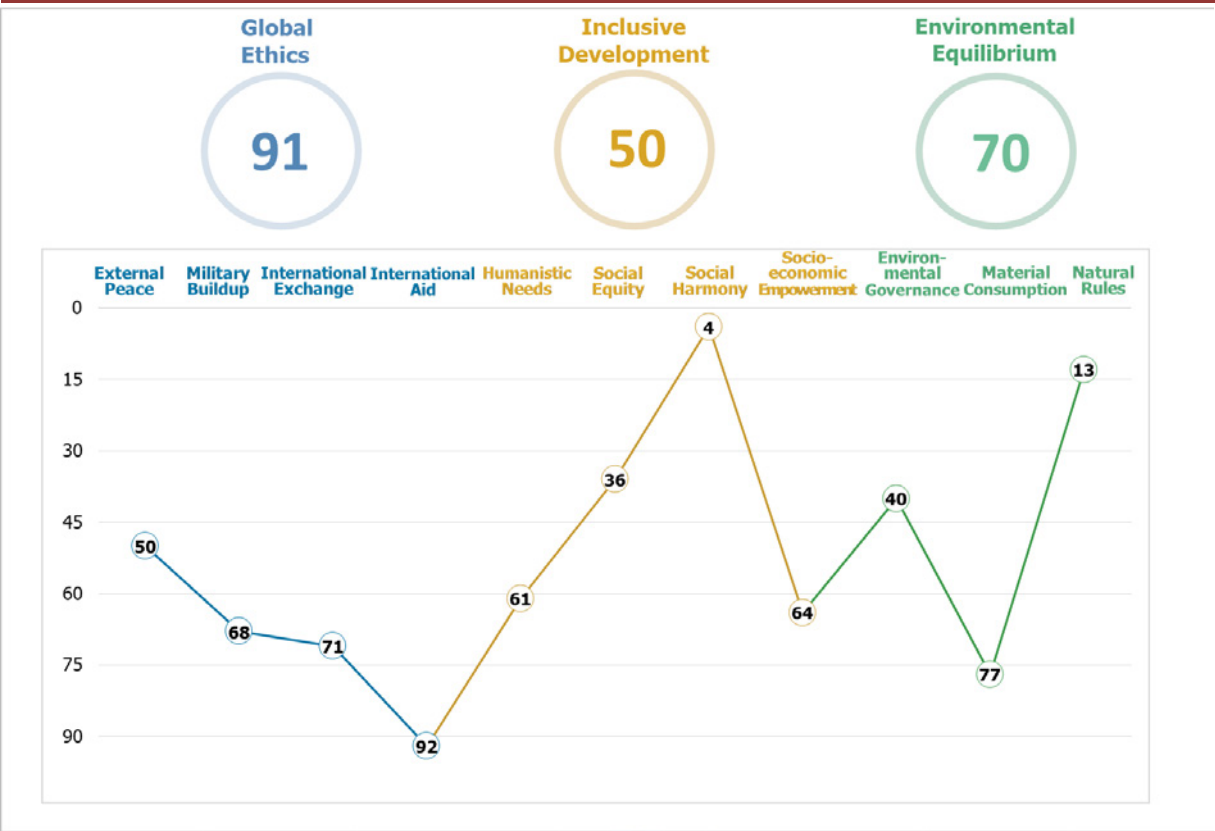 Global
Ethics
Inclusive
Development
Environmental
Equilibrium
91
50
70
External
Peace
Military
Buildup
International
Exchange
International
Aid
Humanistic
Needs
Social
Equity
Social
Harmony
Socio-
economic
Empowerment
Environ-
mental
Governance
Material
Consumption
Natural
Rules
0
15
30
45
60
75
90
50
68
71
92
61
36
4
64
40
77
13